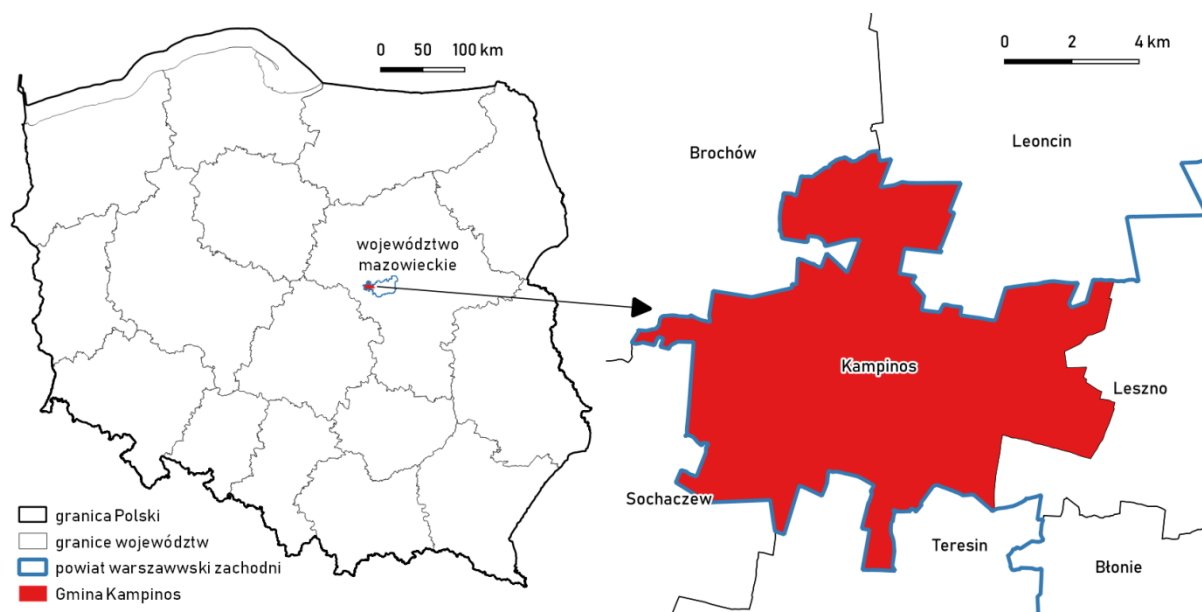 0 50 100 km
województwo
mazowieckie
granica Polski
granice województw
powiat warszawwski zachodni
Gmina Kampinos
0 2 4 km
Brochów
Leoncin
Kampinos
Leszno
Sochaczew
Teresin
Błonie